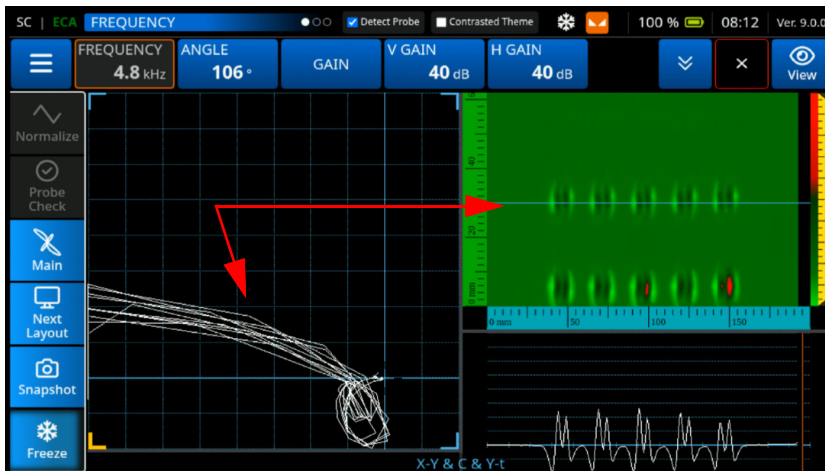 SC | ECA FREQUENCY Detect Probe Contrasted Theme 100 % 08:12 Ver. 9.0.0
FREQUENCY
4.8 kHz
ANGLE
106 °
GAIN
V GAIN
40 dB
H GAIN
40 dB
View
Normalize
Probe
Check
Main
Next
Layout
Snapshot
Freeze
40
20
0 mm
0 mm 50 100 150
X-Y & C & Y-t